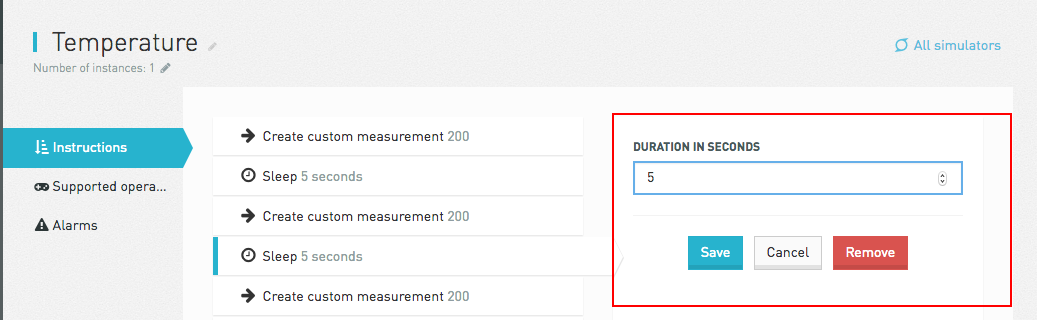 Temperature
All simulators
Number of instances: 1
Instructions
Supported opera...
Alarms
Create custom measurement 200
Sleep 5 seconds
Create custom measurement 200
Sleep 5 seconds
Create custom measurement 200
DURATION IN SECONDS
5
Save
Cancel
Remove